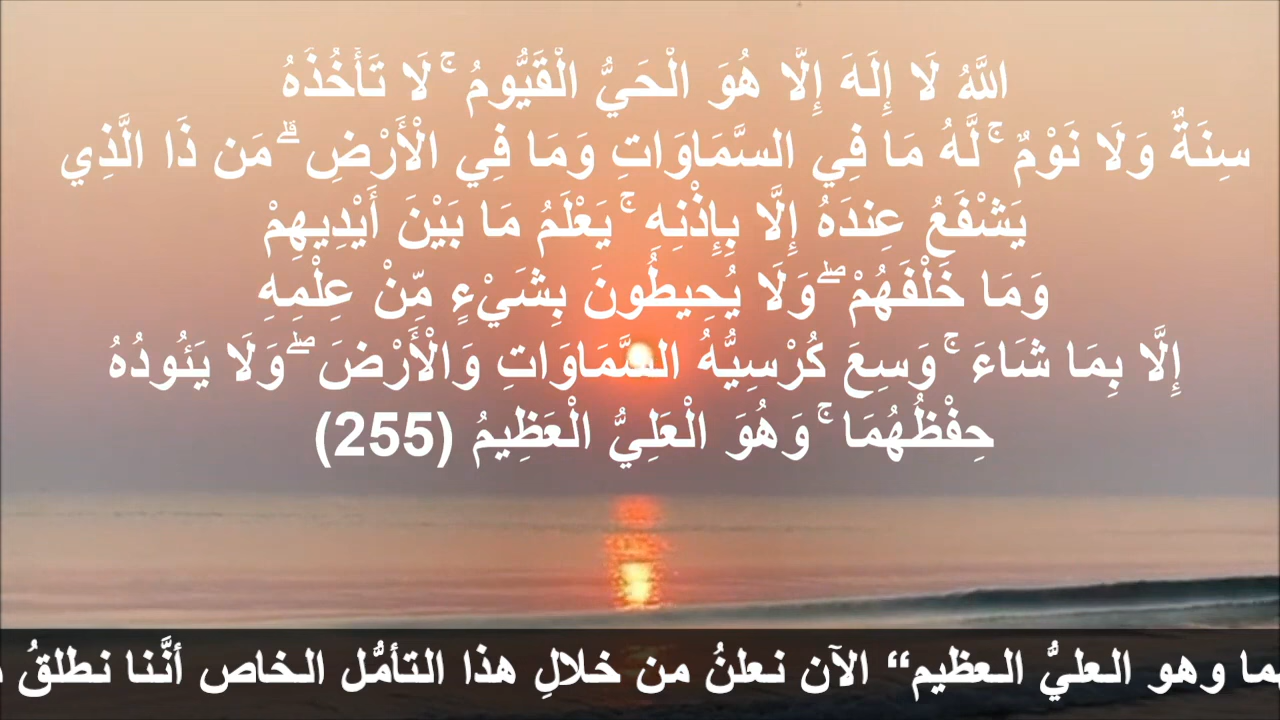 اللَّهُ لَا إِلَهَ إِلَّا هُوَ الْحَيُّ الْقَيُّومُ ۚ لَا تَأْخُذُهُ
سِنَةٌ وَلَا نَوْمٌ ۚ لَّهُ مَا فِي السَّمَاوَاتِ وَمَا فِي الْأَرْضِ ۗ مَن ذَا الَّذِي
يَشْفَعُ عِندَهُ إِلَّا بِإِذْنِهِ ۚ يَعْلَمُ مَا بَيْنَ أَيْدِيهِمْ
وَمَا خَلْفَهُمْ ۖ وَلَا يُحِيطُونَ بِشَيْءٍ مِّنْ عِلْمِهِ
إِلَّا بِمَا شَاءَ ۚ وَسِعَ كُرْسِيُّهُ السَّمَاوَاتِ وَالْأَرْضَ ۖ وَلَا يَئُودُهُ
حِفْظُهُمَا ۚ وَهُوَ الْعَلِيُّ الْعَظِيمُ (255)
وهو العليُّ العظيم“ الآن نعلنُ من خلالِ هذا التأمُّل الخاص أنَّنا نطلقُ